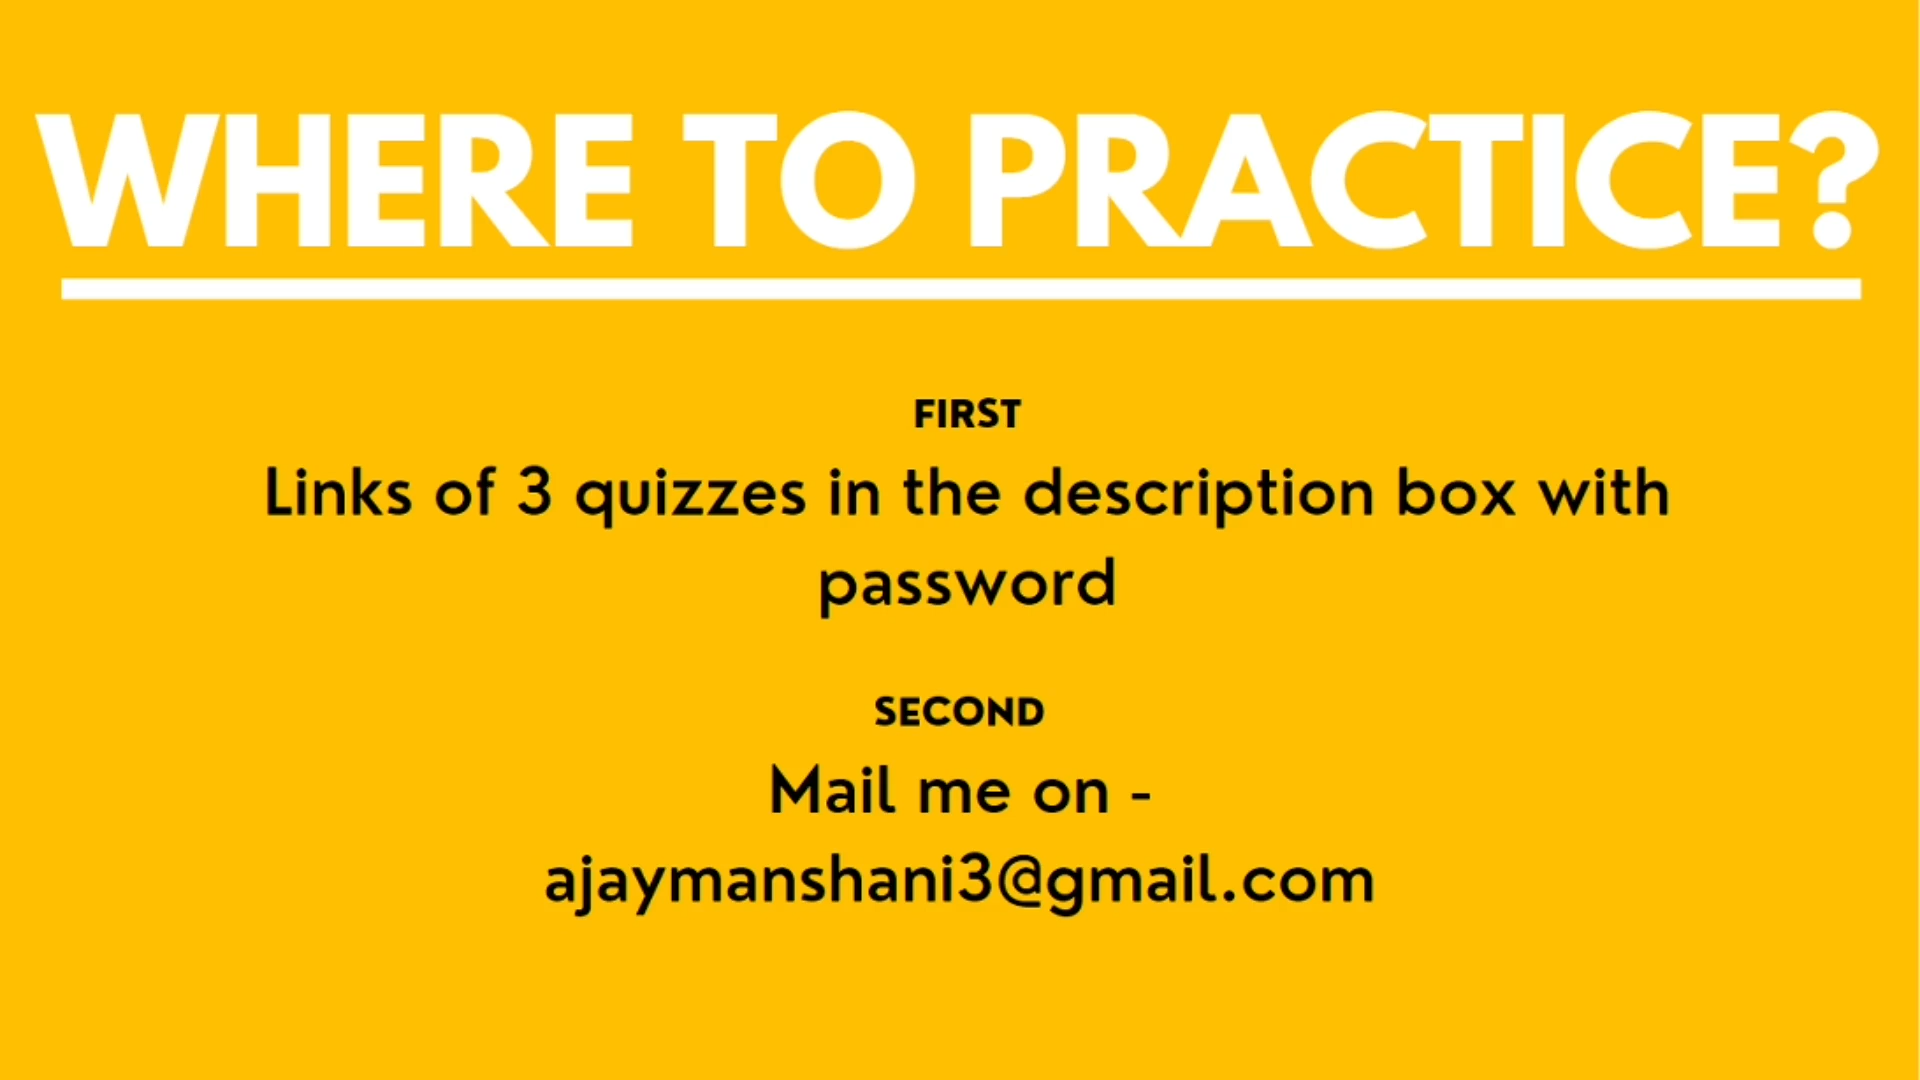 WHERE TO PRACTICE?
FIRST
Links of 3 quizzes in the description box with
password
SECOND
Mail me on -
ajaymanshani3@gmail.com